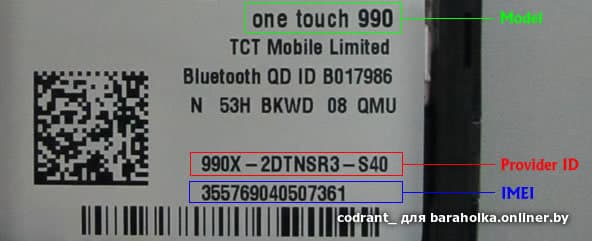 one touch 990
Model
TCT Mobile Limited
Bluetooth QD ID B017986
N 53H BKWD 08 QMU
990X-2DTNSR3-S40
Provider ID
355769040507361
IMEI
codrant_ для baraholka.onliner.by